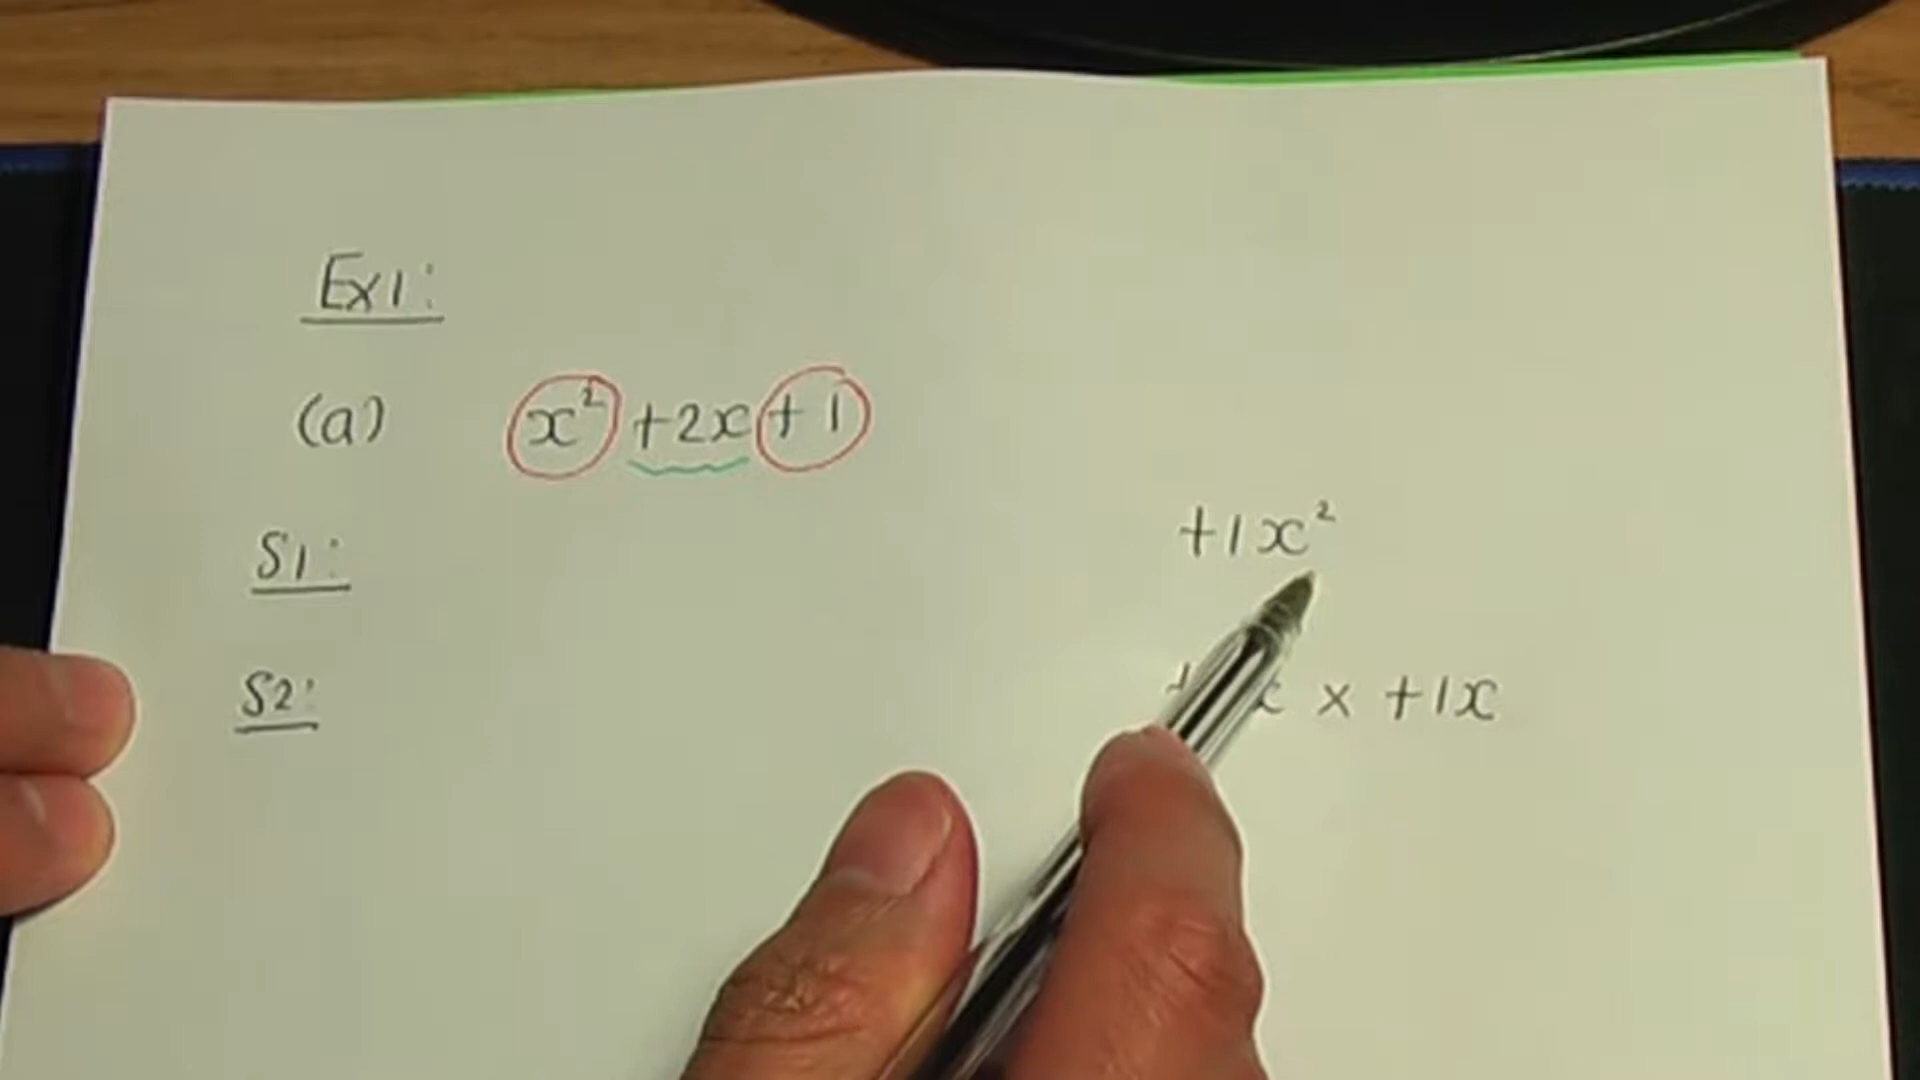 Ex1:
(a) x² +2x +1
S1:
+1x²
S2:
x × +1x